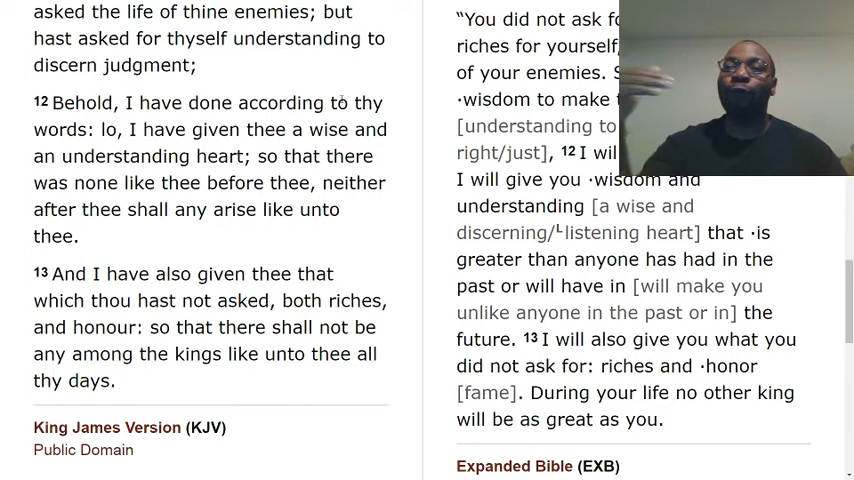 asked the life of thine enemies; but
hast asked for thyself understanding to
discern judgment;
12 Behold, I have done according to thy
words: lo, I have given thee a wise and
an understanding heart; so that there
was none like thee before thee, neither
after thee shall any arise like unto
thee.
13 And I have also given thee that
which thou hast not asked, both riches,
and honour: so that there shall not be
any among the kings like unto thee all
thy days.
King James Version (KJV)
Public Domain
“You did not ask
riches for yourself,
of your enemies.
·wisdom to make
[understanding to
right/just], 12 I
I will give you ·wisdom and
understanding [a wise and
discerning/Llistening heart] that ·is
greater than anyone has had in the
past or will have in [will make you
unlike anyone in the past or in] the
future. 13 I will also give you what you
did not ask for: riches and ·honor
[fame]. During your life no other king
will be as great as you.
Expanded Bible (EXB)